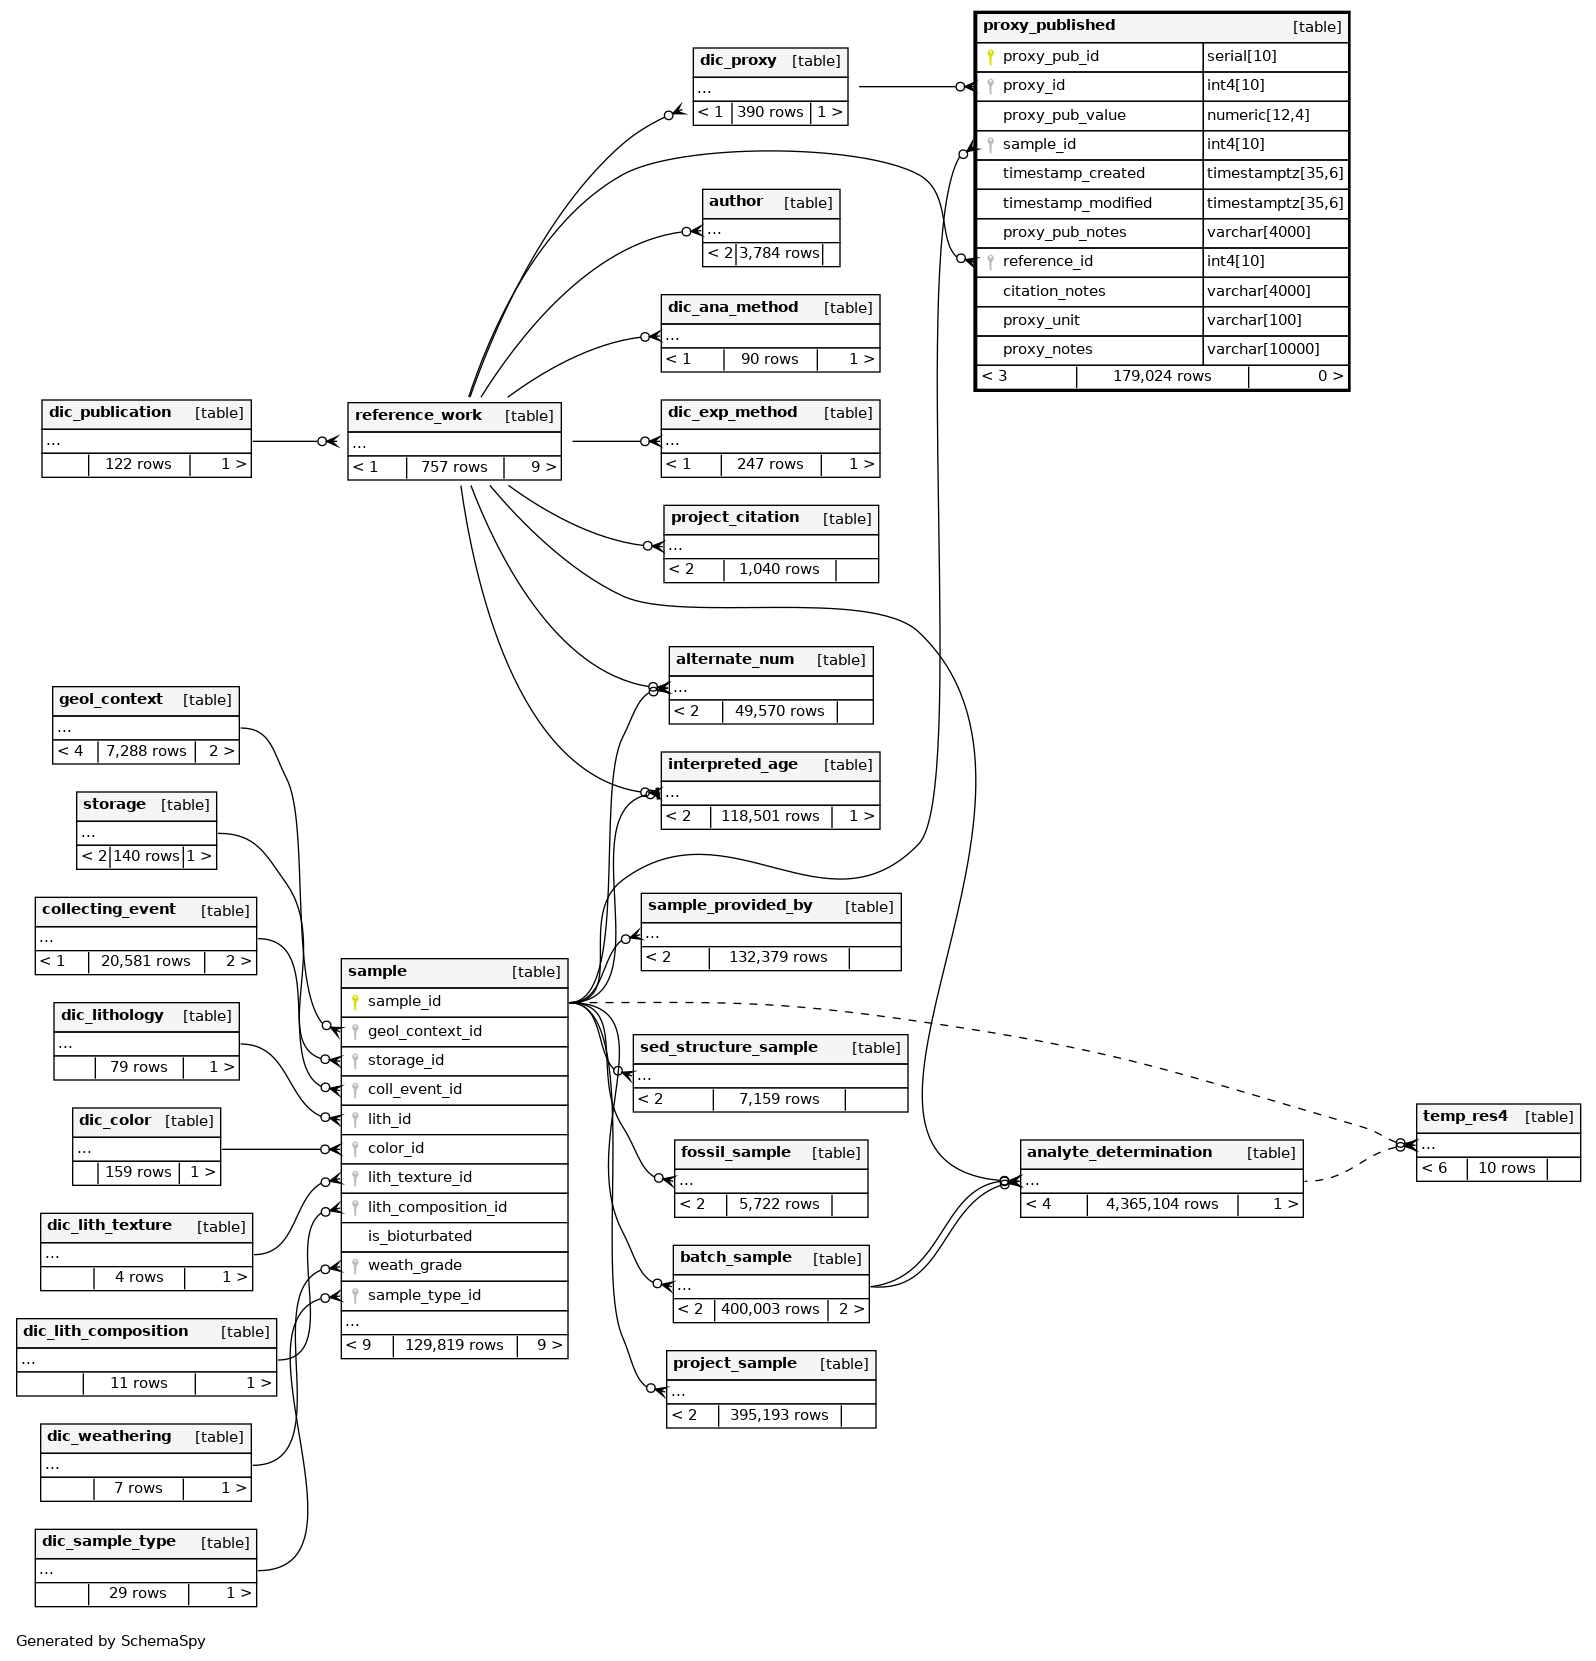 proxy_published [table]
proxy_pub_id serial[10]
proxy_id int4[10]
proxy_pub_value numeric[12,4]
sample_id int4[10]
timestamp_created timestamptz[35,6]
timestamp_modified timestamptz[35,6]
proxy_pub_notes varchar[4000]
reference_id int4[10]
citation_notes varchar[4000]
proxy_unit varchar[100]
proxy_notes varchar[10000]
< 3 179,024 rows 0 >
dic_proxy [table]
...
< 1 390 rows 1 >
author [table]
...
< 2 3,784 rows
dic_ana_method [table]
...
< 1 90 rows 1 >
dic_publication [table]
...
122 rows 1 >
reference_work [table]
...
< 1 757 rows 9 >
dic_exp_method [table]
...
< 1 247 rows 1 >
project_citation [table]
...
< 2 1,040 rows
alternate_num [table]
...
< 2 49,570 rows
geol_context [table]
...
< 4 7,288 rows 2 >
interpreted_age [table]
...
< 2 118,501 rows 1 >
storage [table]
...
< 2 140 rows 1 >
collecting_event [table]
...
< 1 20,581 rows 2 >
sample_provided_by [table]
...
< 2 132,379 rows
sample [table]
sample_id
geol_context_id
storage_id
coll_event_id
lith_id
color_id
lith_texture_id
lith_composition_id
is_bioturbated
weath_grade
sample_type_id
...
< 9 129,819 rows 9 >
dic_lithology [table]
...
79 rows 1 >
sed_structure_sample [table]
...
< 2 7,159 rows
dic_color [table]
...
159 rows 1 >
fossil_sample [table]
...
< 2 5,722 rows
analyte_determination [table]
...
< 4 4,365,104 rows 1 >
temp_res4 [table]
...
< 6 10 rows
dic_lith_texture [table]
...
4 rows 1 >
batch_sample [table]
...
< 2 400,003 rows 2 >
dic_lith_composition [table]
...
11 rows 1 >
project_sample [table]
...
< 2 395,193 rows
dic_weathering [table]
...
7 rows 1 >
dic_sample_type [table]
...
29 rows 1 >
Generated by SchemaSpy